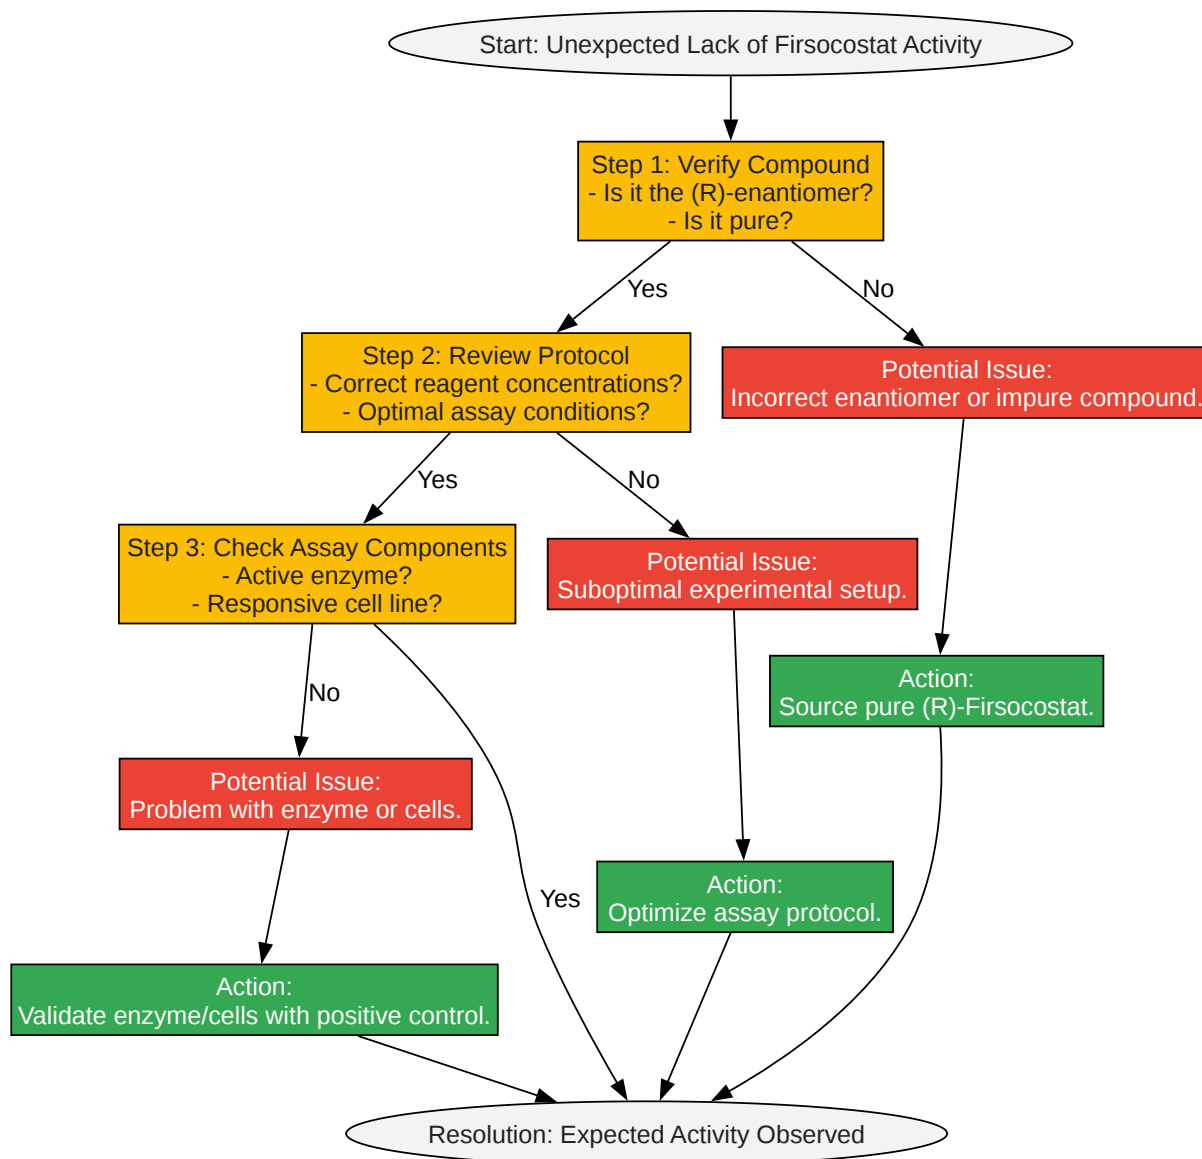 Start: Unexpected Lack of Firsocostat Activity
Step 1: Verify Compound
- Is it the (R)-enantiomer?
- Is it pure?
Yes
No
Step 2: Review Protocol
- Correct reagent concentrations?
- Optimal assay conditions?
Potential Issue:
Incorrect enantiomer or impure compound.
Yes
No
Step 3: Check Assay Components
- Active enzyme?
- Responsive cell line?
Potential Issue:
Suboptimal experimental setup.
Action:
Source pure (R)-Firsocostat.
No
Potential Issue:
Problem with enzyme or cells.
Yes
Action:
Optimize assay protocol.
Action:
Validate enzyme/cells with positive control.
Resolution: Expected Activity Observed